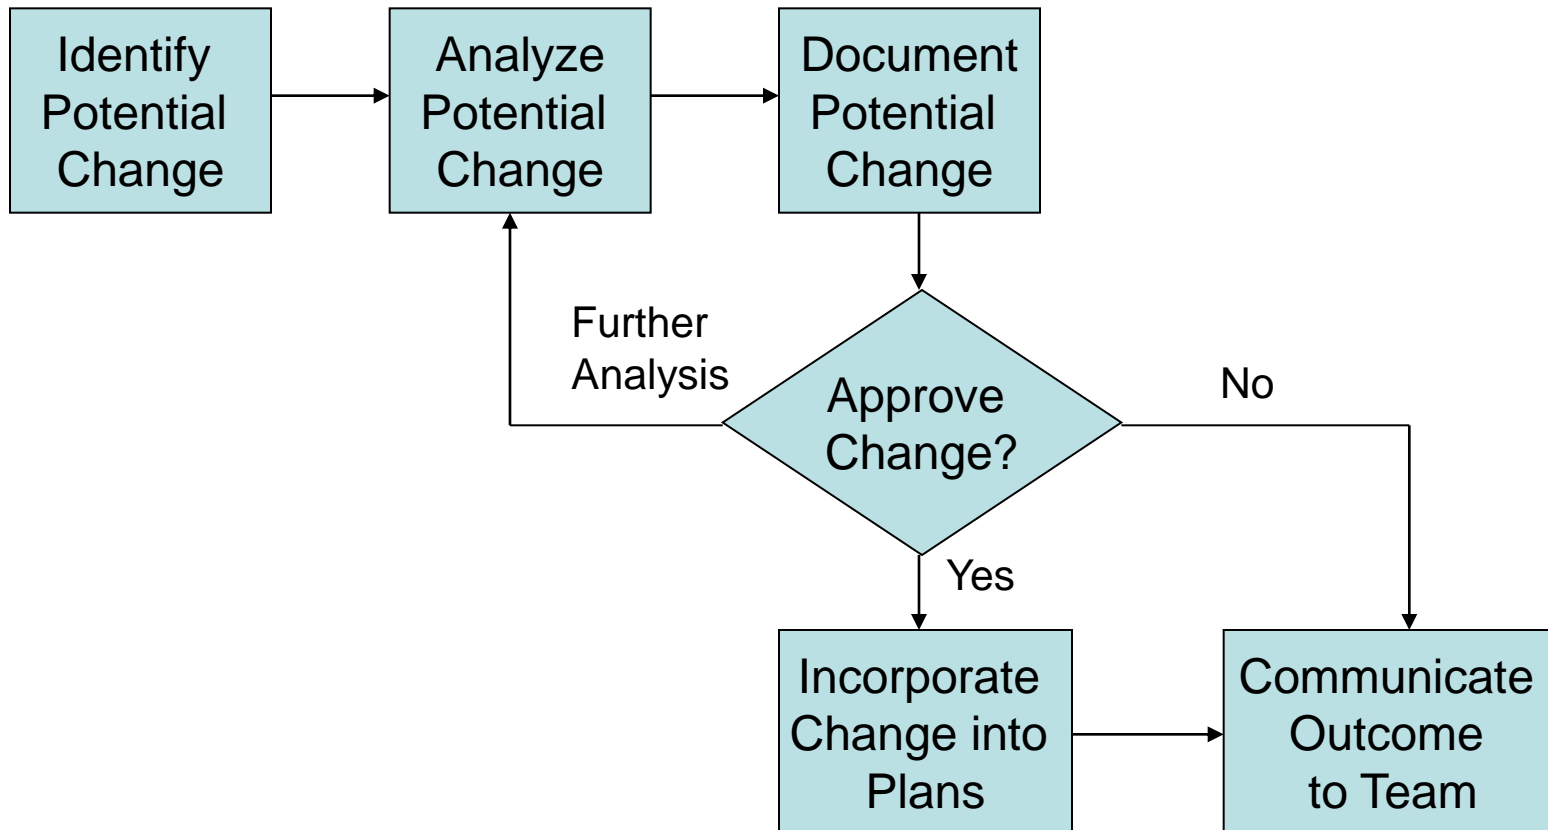 Identify
Potential
Change
Analyze
Potential
Change
Document
Potential
Change
Further
Analysis
Approve
Change?
No
Yes
Incorporate
Change into
Plans
Communicate
Outcome
to Team